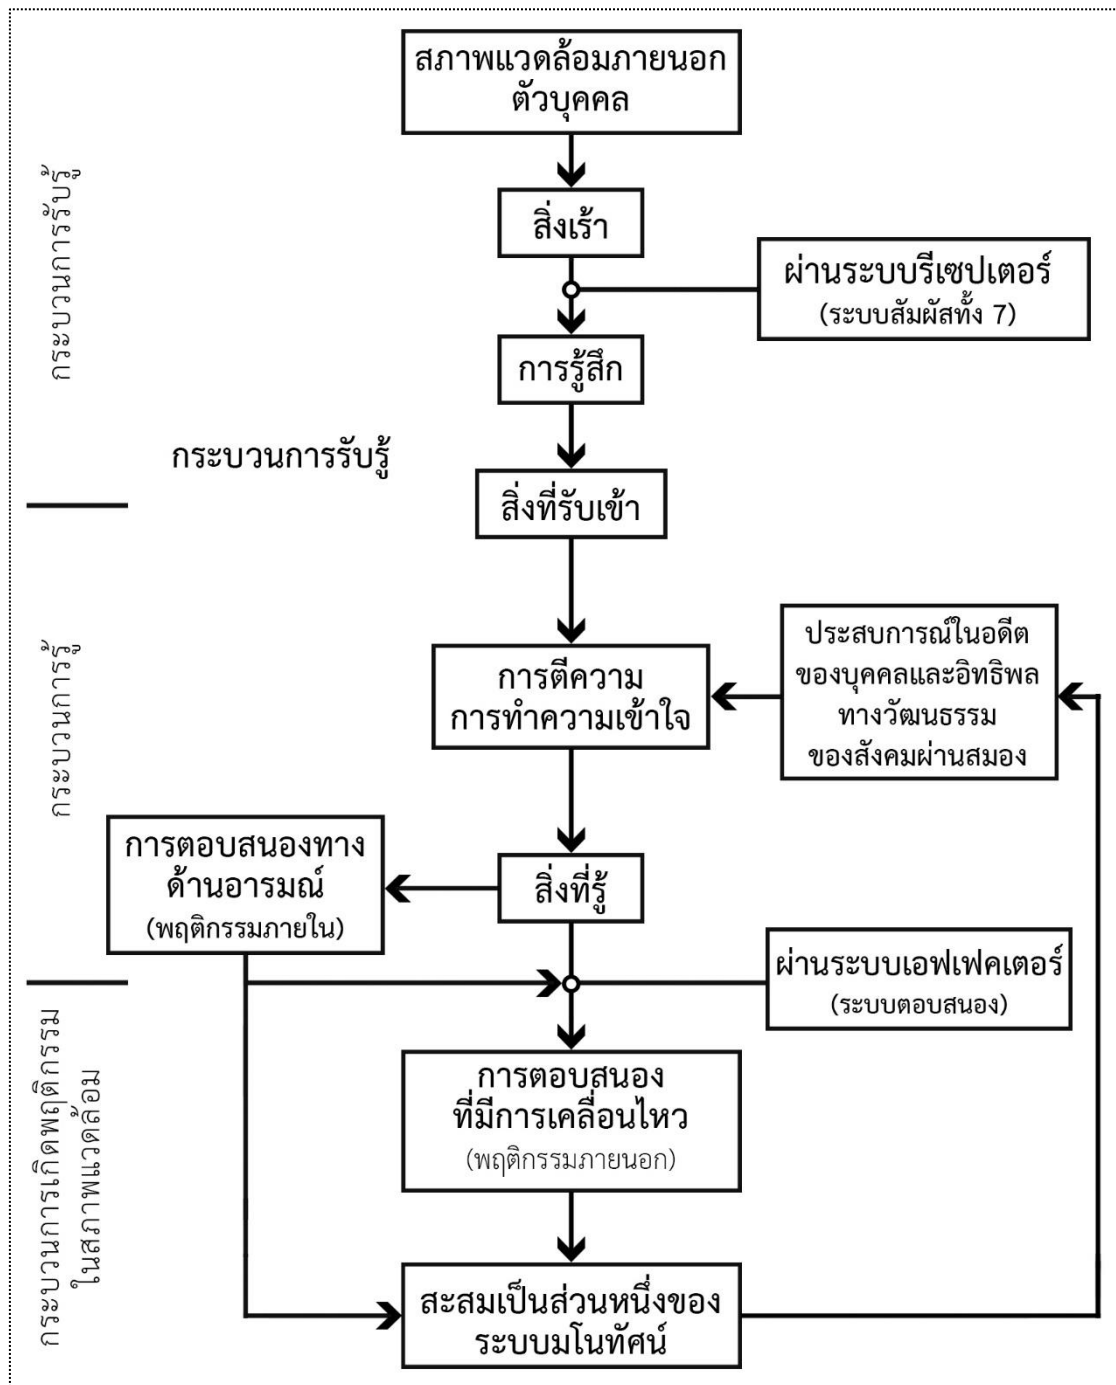 สภาพแวดล้อมภายนอก
ตัวบุคคล
กระบวนการรับรู้
สิ่งเร้า
ผ่านระบบรีเซปเตอร์
(ระบบสัมผัสทั้ง 7)
การรู้สึก
กระบวนการรับรู้
สิ่งที่รับเข้า
กระบวนการรู้
ประสบการณ์ในอดีต
ของบุคคลและอิทธิพล
ทางวัฒนธรรม
ของสังคมผ่านสมอง
การตีความ
การทำความเข้าใจ
การตอบสนองทาง
ด้านอารมณ์
(พฤติกรรมภายใน)
สิ่งที่รู้
ผ่านระบบเอฟเฟคเตอร์
(ระบบตอบสนอง)
กระบวนการเกิดพฤติกรรม
ในสภาพแวดล้อม
การตอบสนอง
ที่มีการเคลื่อนไหว
(พฤติกรรมภายนอก)
สะสมเป็นส่วนหนึ่งของ
ระบบมโนทัศน์